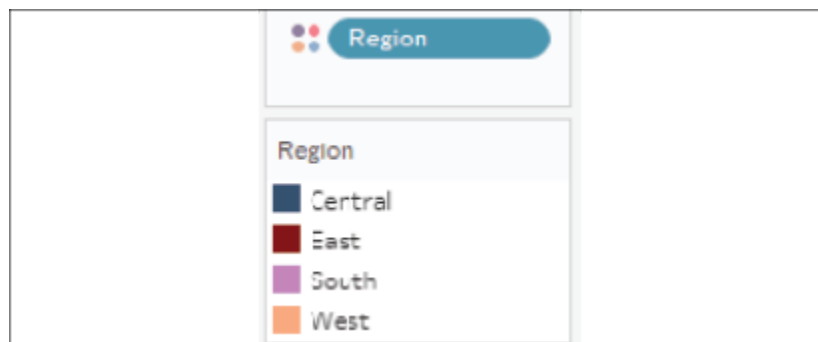 Region
Region
Central
East
South
West